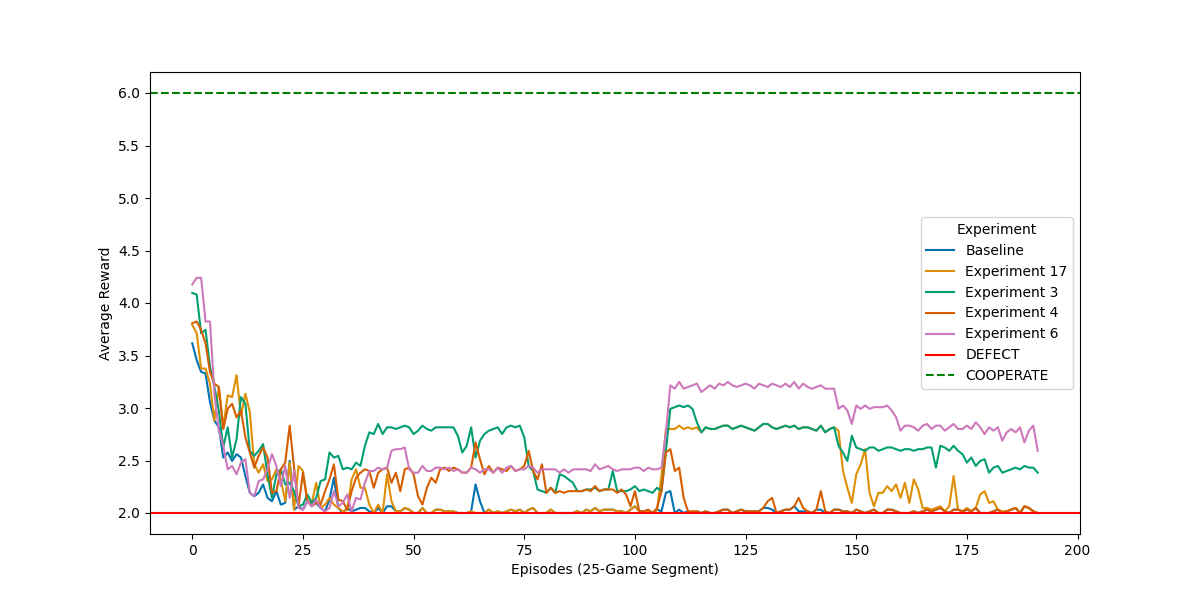 6.0
5.5
5.0
4.5
4.0
3.5
3.0
2.5
2.0
Average Reward
Experiment
Baseline
Experiment 17
Experiment 3
Experiment 4
Experiment 6
DEFECT
COOPERATE
0 25 50 75 100 125 150 175 200
Episodes (25-Game Segment)